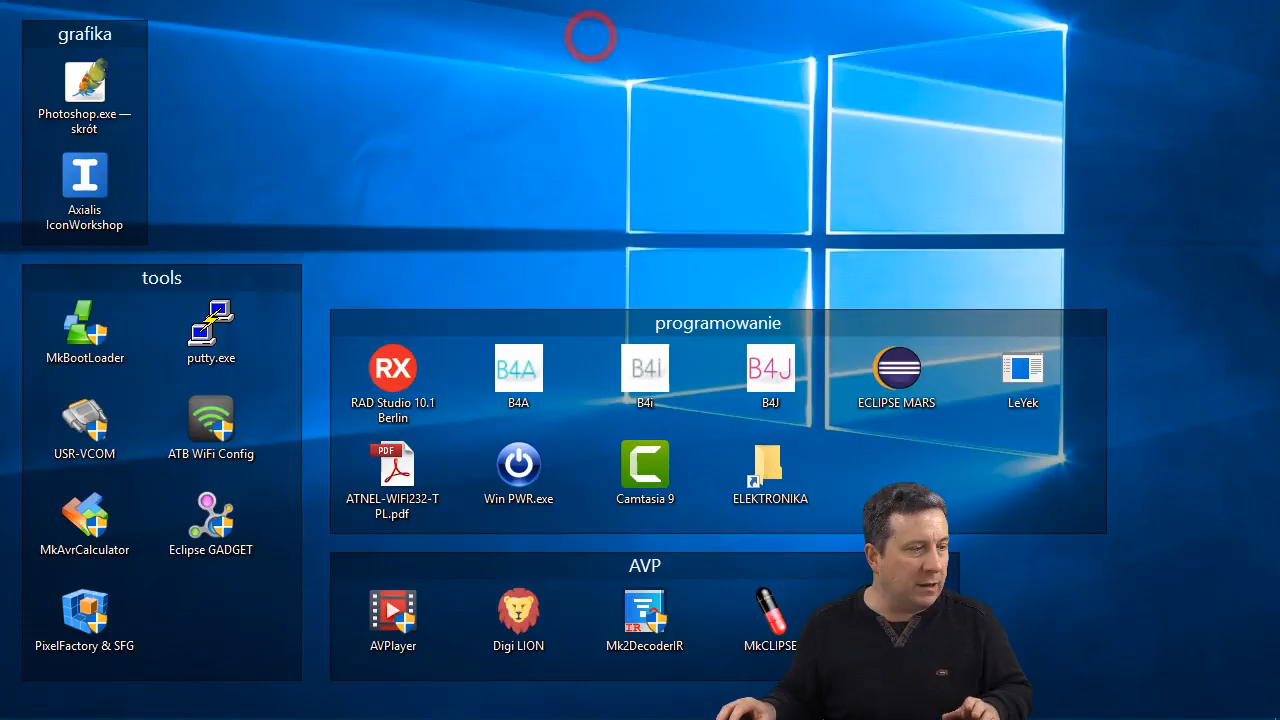 grafika
Photoshop.exe —
skrót
Axialis
IconWorkshop
tools
MkBootLoader
putty.exe
USR-VCOM
ATB WiFi Config
MkAvrCalculator
Eclipse GADGET
PixelFactory & SFG
programowanie
RX
B4A
B4i
B4J
RAD Studio 10.1
Berlin
B4A
B4i
B4J
ECLIPSE MARS
LeYek
PDF
ATNEL-WIFI232-T
PL.pdf
Win PWR.exe
Camtasia 9
ELEKTRONIKA
AVP
IR
AVPlayer
Digi LION
Mk2DecoderIR
MkCLIPSE